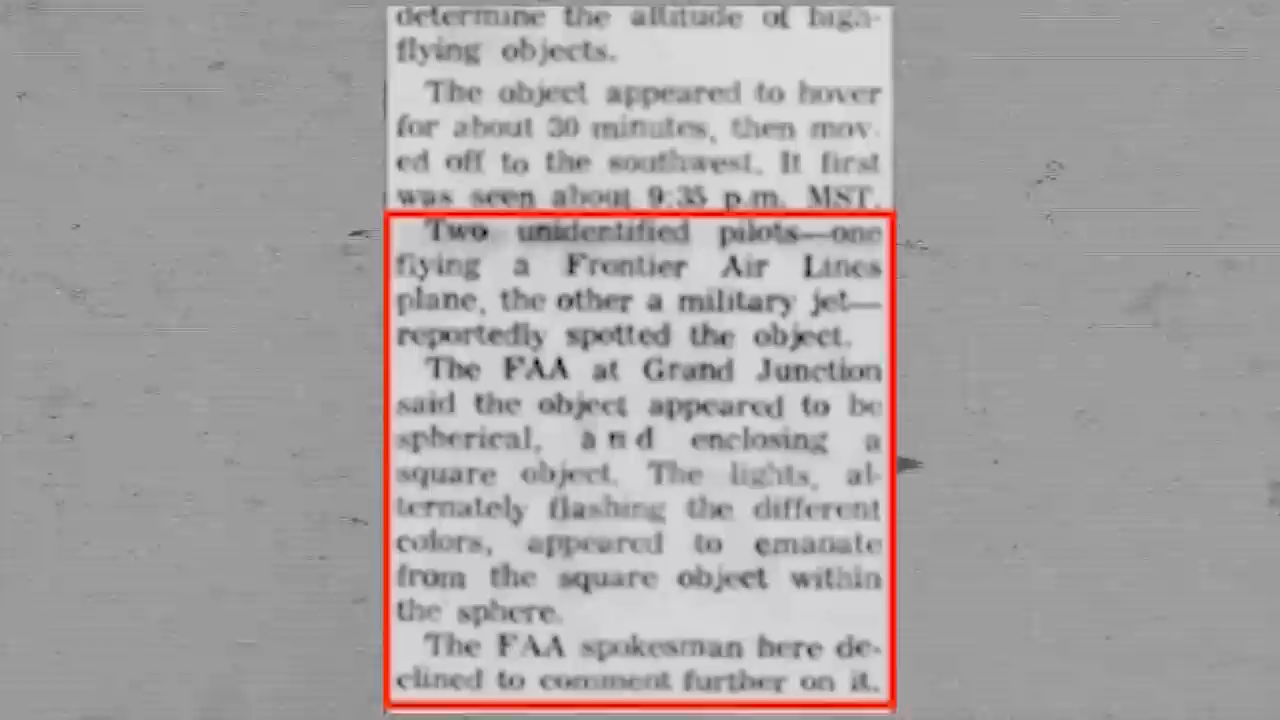 determine the altitude of high-
flying objects.
The object appeared to hover
for about 30 minutes, then mov-
ed off to the southwest. It first
was seen about 9:35 p.m. MST.
Two unidentified pilots—one
flying a Frontier Air Lines
plane, the other a military jet—
reportedly spotted the object.
The FAA at Grand Junction
said the object appeared to be
spherical, and enclosing a
square object. The lights, al-
ternately flashing the different
colors, appeared to emanate
from the square object within
the sphere.
The FAA spokesman here de-
clined to comment further on it.